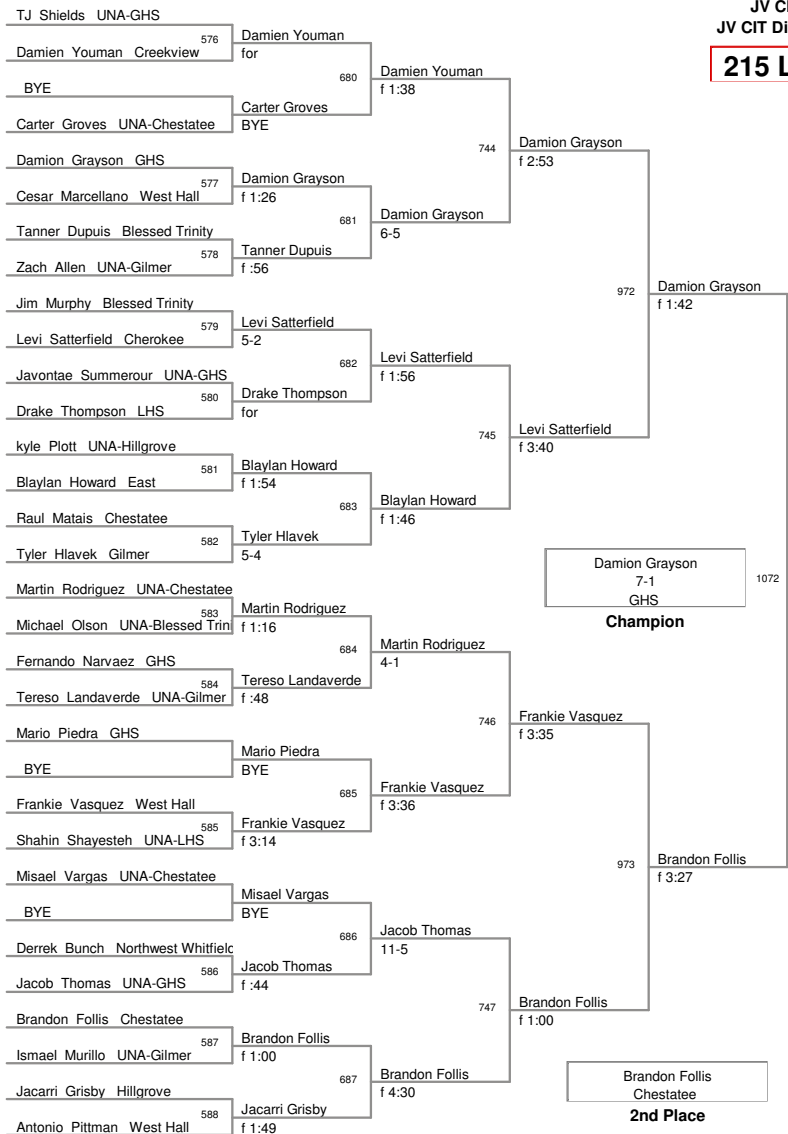 JV CI
JV CIT Di
215 L
TJ Shields UNA-GHS
576
Damien Youman Creekview
Damien Youman
for
680
BYE
Carter Groves UNA-Chestatee
Carter Groves
BYE
Damien Youman
f 1:38
744
Damion Grayson GHS
577
Cesar Marcellano West Hall
Damion Grayson
f 1:26
681
Tanner Dupuis Blessed Trinity
578
Zach Allen UNA-Gilmer
Tanner Dupuis
f :56
Damion Grayson
6-5
Damion Grayson
f 2:53
972
Jim Murphy Blessed Trinity
579
Levi Satterfield Cherokee
Levi Satterfield
5-2
682
Javontae Summerour UNA-GHS
580
Drake Thompson LHS
Drake Thompson
for
Levi Satterfield
f 1:56
745
kyle Plott UNA-Hillgrove
581
Blaylan Howard East
Blaylan Howard
f 1:54
683
Raul Matais Chestatee
582
Tyler Hlavek Gilmer
Tyler Hlavek
5-4
Blaylan Howard
f 1:46
Levi Satterfield
f 3:40
Damion Grayson
f 1:42
1072
Damion Grayson
7-1
GHS
Champion
Martin Rodriguez UNA-Chestatee
583
Michael Olson UNA-Blessed Trini
Martin Rodriguez
f 1:16
684
Fernando Narvaez GHS
584
Tereso Landaverde UNA-Gilmer
Tereso Landaverde
f :48
Martin Rodriguez
4-1
746
Mario Piedra GHS
BYE
Mario Piedra
BYE
685
Frankie Vasquez West Hall
585
Shahin Shayesteh UNA-LHS
Frankie Vasquez
f 3:14
Frankie Vasquez
f 3:36
Frankie Vasquez
f 3:35
973
Misael Vargas UNA-Chestatee
BYE
Misael Vargas
BYE
686
Derrek Bunch Northwest Whitfield
586
Jacob Thomas UNA-GHS
Jacob Thomas
f :44
Jacob Thomas
11-5
747
Brandon Follis Chestatee
587
Ismael Murillo UNA-Gilmer
Brandon Follis
f 1:00
687
Jacarri Grisby Hillgrove
588
Antonio Pittman West Hall
Jacarri Grisby
f 1:49
Brandon Follis
f 4:30
Brandon Follis
f 1:00
Brandon Follis
f 3:27
Brandon Follis
Chestatee
2nd Place